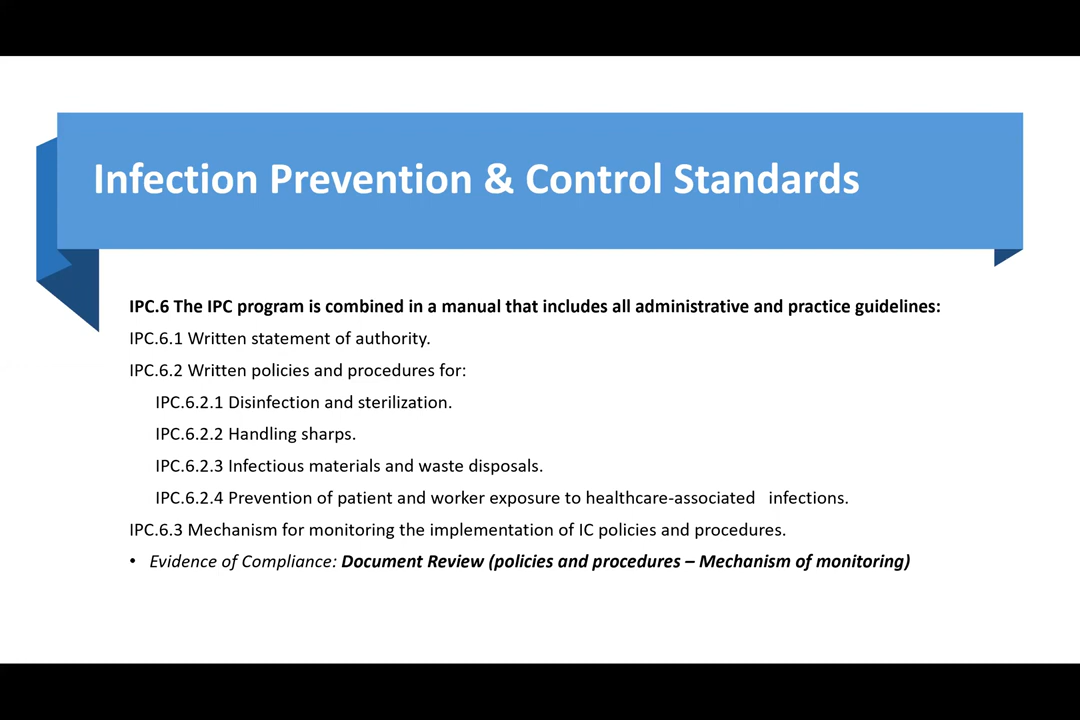 Infection Prevention & Control Standards
IPC.6 The IPC program is combined in a manual that includes all administrative and practice guidelines:
IPC.6.1 Written statement of authority.
IPC.6.2 Written policies and procedures for:
IPC.6.2.1 Disinfection and sterilization.
IPC.6.2.2 Handling sharps.
IPC.6.2.3 Infectious materials and waste disposals.
IPC.6.2.4 Prevention of patient and worker exposure to healthcare-associated   infections.
IPC.6.3 Mechanism for monitoring the implementation of IC policies and procedures.
• Evidence of Compliance: Document Review (policies and procedures – Mechanism of monitoring)